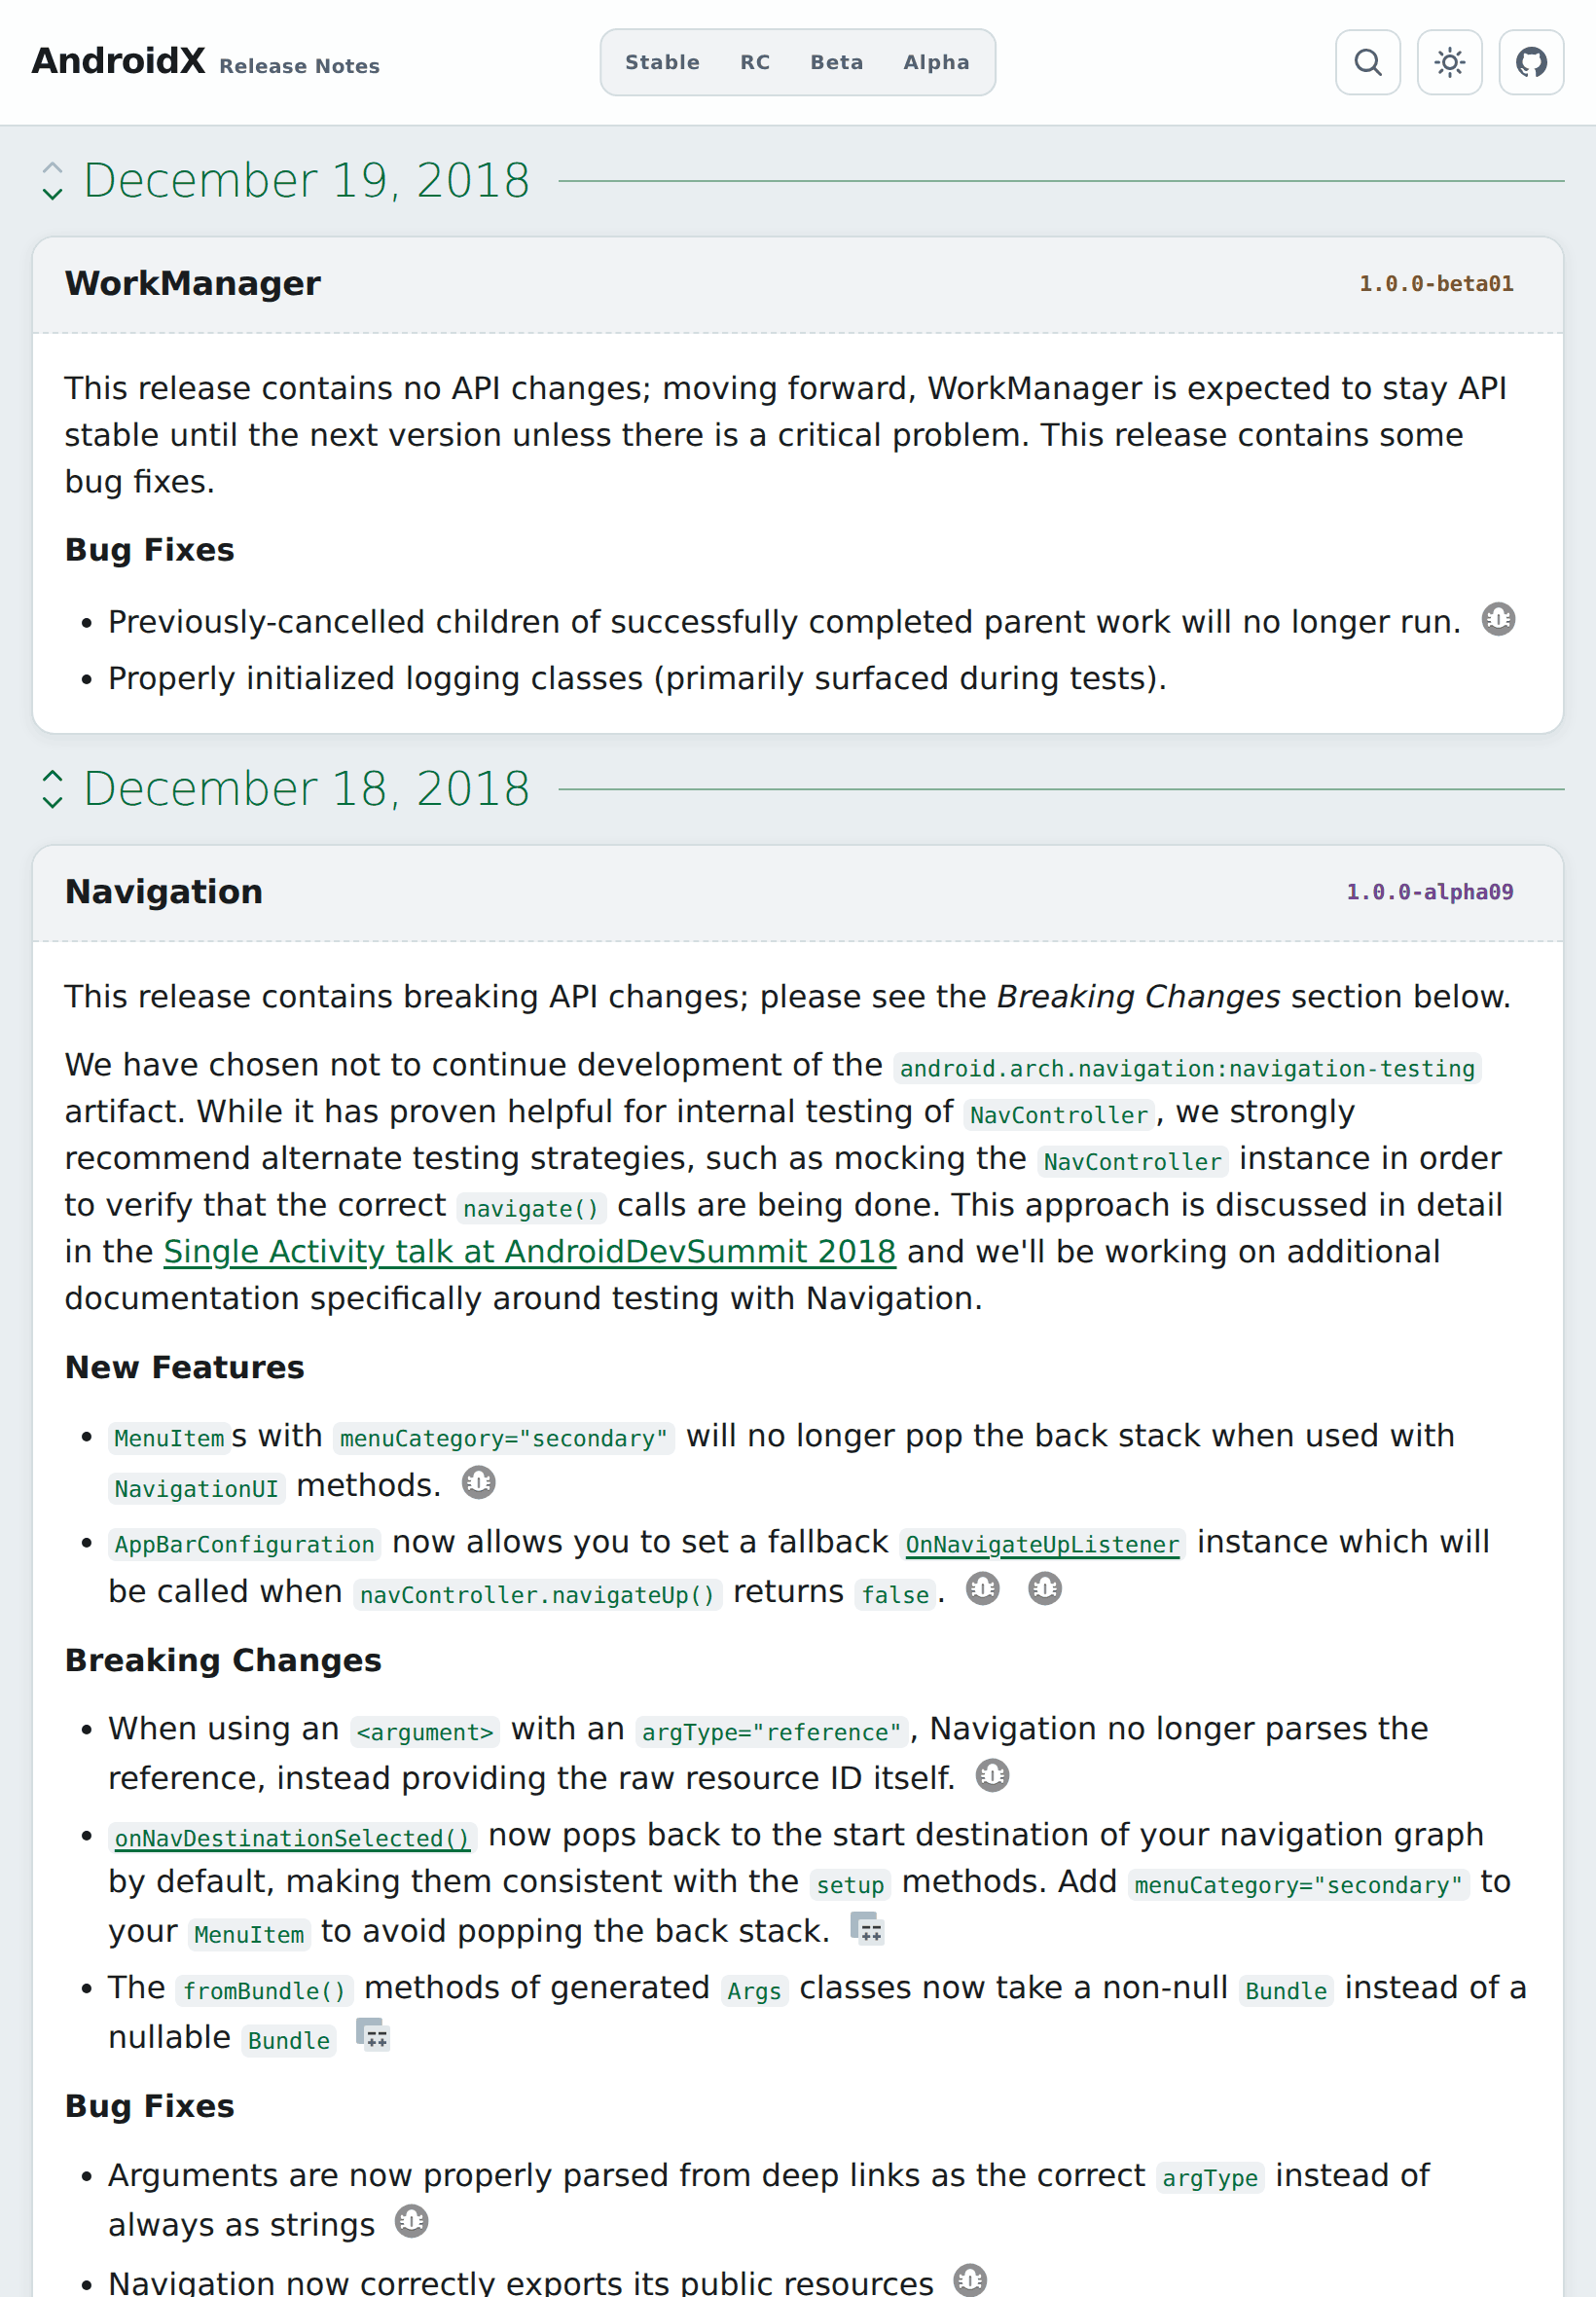 AndroidX Release Notes
Stable RC Beta Alpha
December 19, 2018
WorkManager 1.0.0-beta01
This release contains no API changes; moving forward, WorkManager is expected to stay API
stable until the next version unless there is a critical problem. This release contains some
bug fixes.
Bug Fixes
• Previously-cancelled children of successfully completed parent work will no longer run.
• Properly initialized logging classes (primarily surfaced during tests).
December 18, 2018
Navigation 1.0.0-alpha09
This release contains breaking API changes; please see the Breaking Changes section below.
We have chosen not to continue development of the android.arch.navigation:navigation-testing
artifact. While it has proven helpful for internal testing of NavController, we strongly
recommend alternate testing strategies, such as mocking the NavController instance in order
to verify that the correct navigate() calls are being done. This approach is discussed in detail
in the Single Activity talk at AndroidDevSummit 2018 and we'll be working on additional
documentation specifically around testing with Navigation.
New Features
• MenuItems with menuCategory="secondary" will no longer pop the back stack when used with
NavigationUI methods.
• AppBarConfiguration now allows you to set a fallback OnNavigateUpListener instance which will
be called when navController.navigateUp() returns false.
Breaking Changes
• When using an <argument> with an argType="reference", Navigation no longer parses the
reference, instead providing the raw resource ID itself.
• onNavDestinationSelected() now pops back to the start destination of your navigation graph
by default, making them consistent with the setup methods. Add menuCategory="secondary" to
your MenuItem to avoid popping the back stack.
• The fromBundle() methods of generated Args classes now take a non-null Bundle instead of a
nullable Bundle
Bug Fixes
• Arguments are now properly parsed from deep links as the correct argType instead of
always as strings
• Navigation now correctly exports its public resources